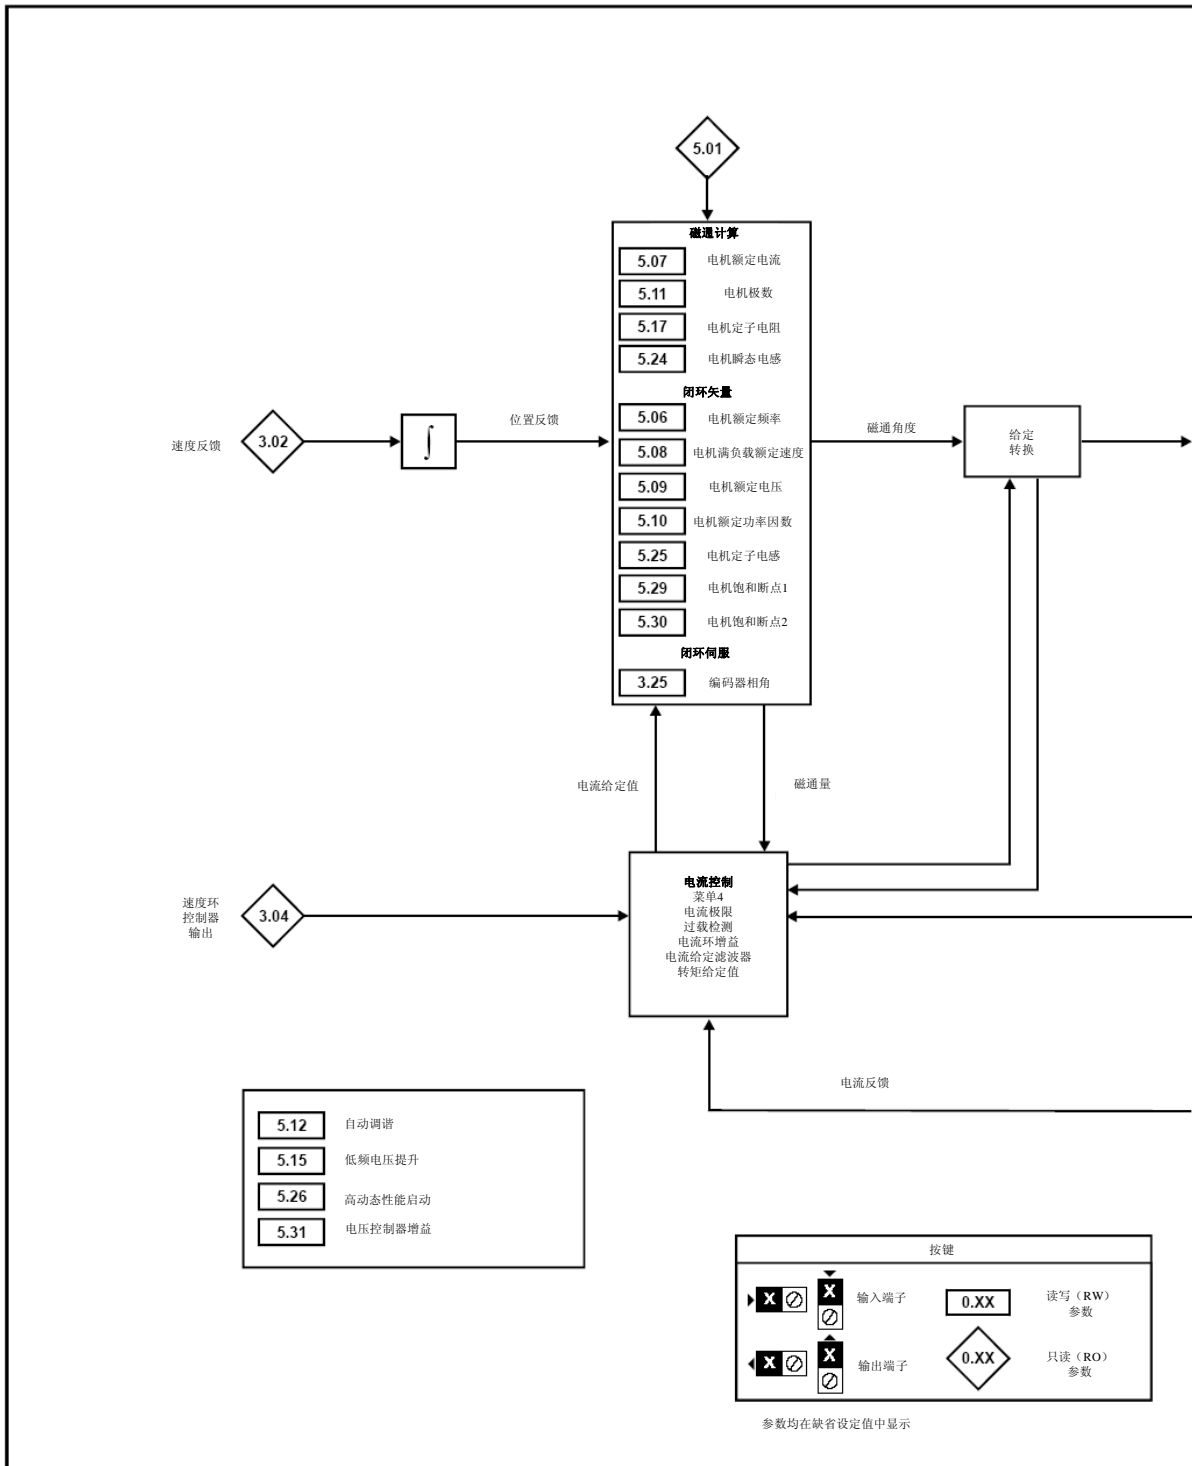 5.01
磁通计算
5.07 电机额定电流
5.11 电机极数
5.17 电机定子电阻
5.24 电机瞬态电感
闭环矢量
5.06 电机额定频率
5.08 电机满负载额定速度
5.09 电机额定电压
5.10 电机额定功率因数
5.25 电机定子电感
5.29 电机饱和断点1
5.30 电机饱和断点2
闭环伺服
3.25 编码器相角
速度反馈
3.02
∫
位置反馈
磁通角度
给定
转换
电流给定值
磁通量
速度环
控制器
输出
3.04
电流控制
菜单4
电流极限
过载检测
电流环增益
电流给定滤波器
转矩给定值
电流反馈
5.12 自动调谐
5.15 低频电压提升
5.26 高动态性能启动
5.31 电压控制器增益
按键
X X 输入端子
0.XX
读写（RW）
参数
X X 输出端子
0.XX
只读（RO）
参数
参数均在缺省设定值中显示